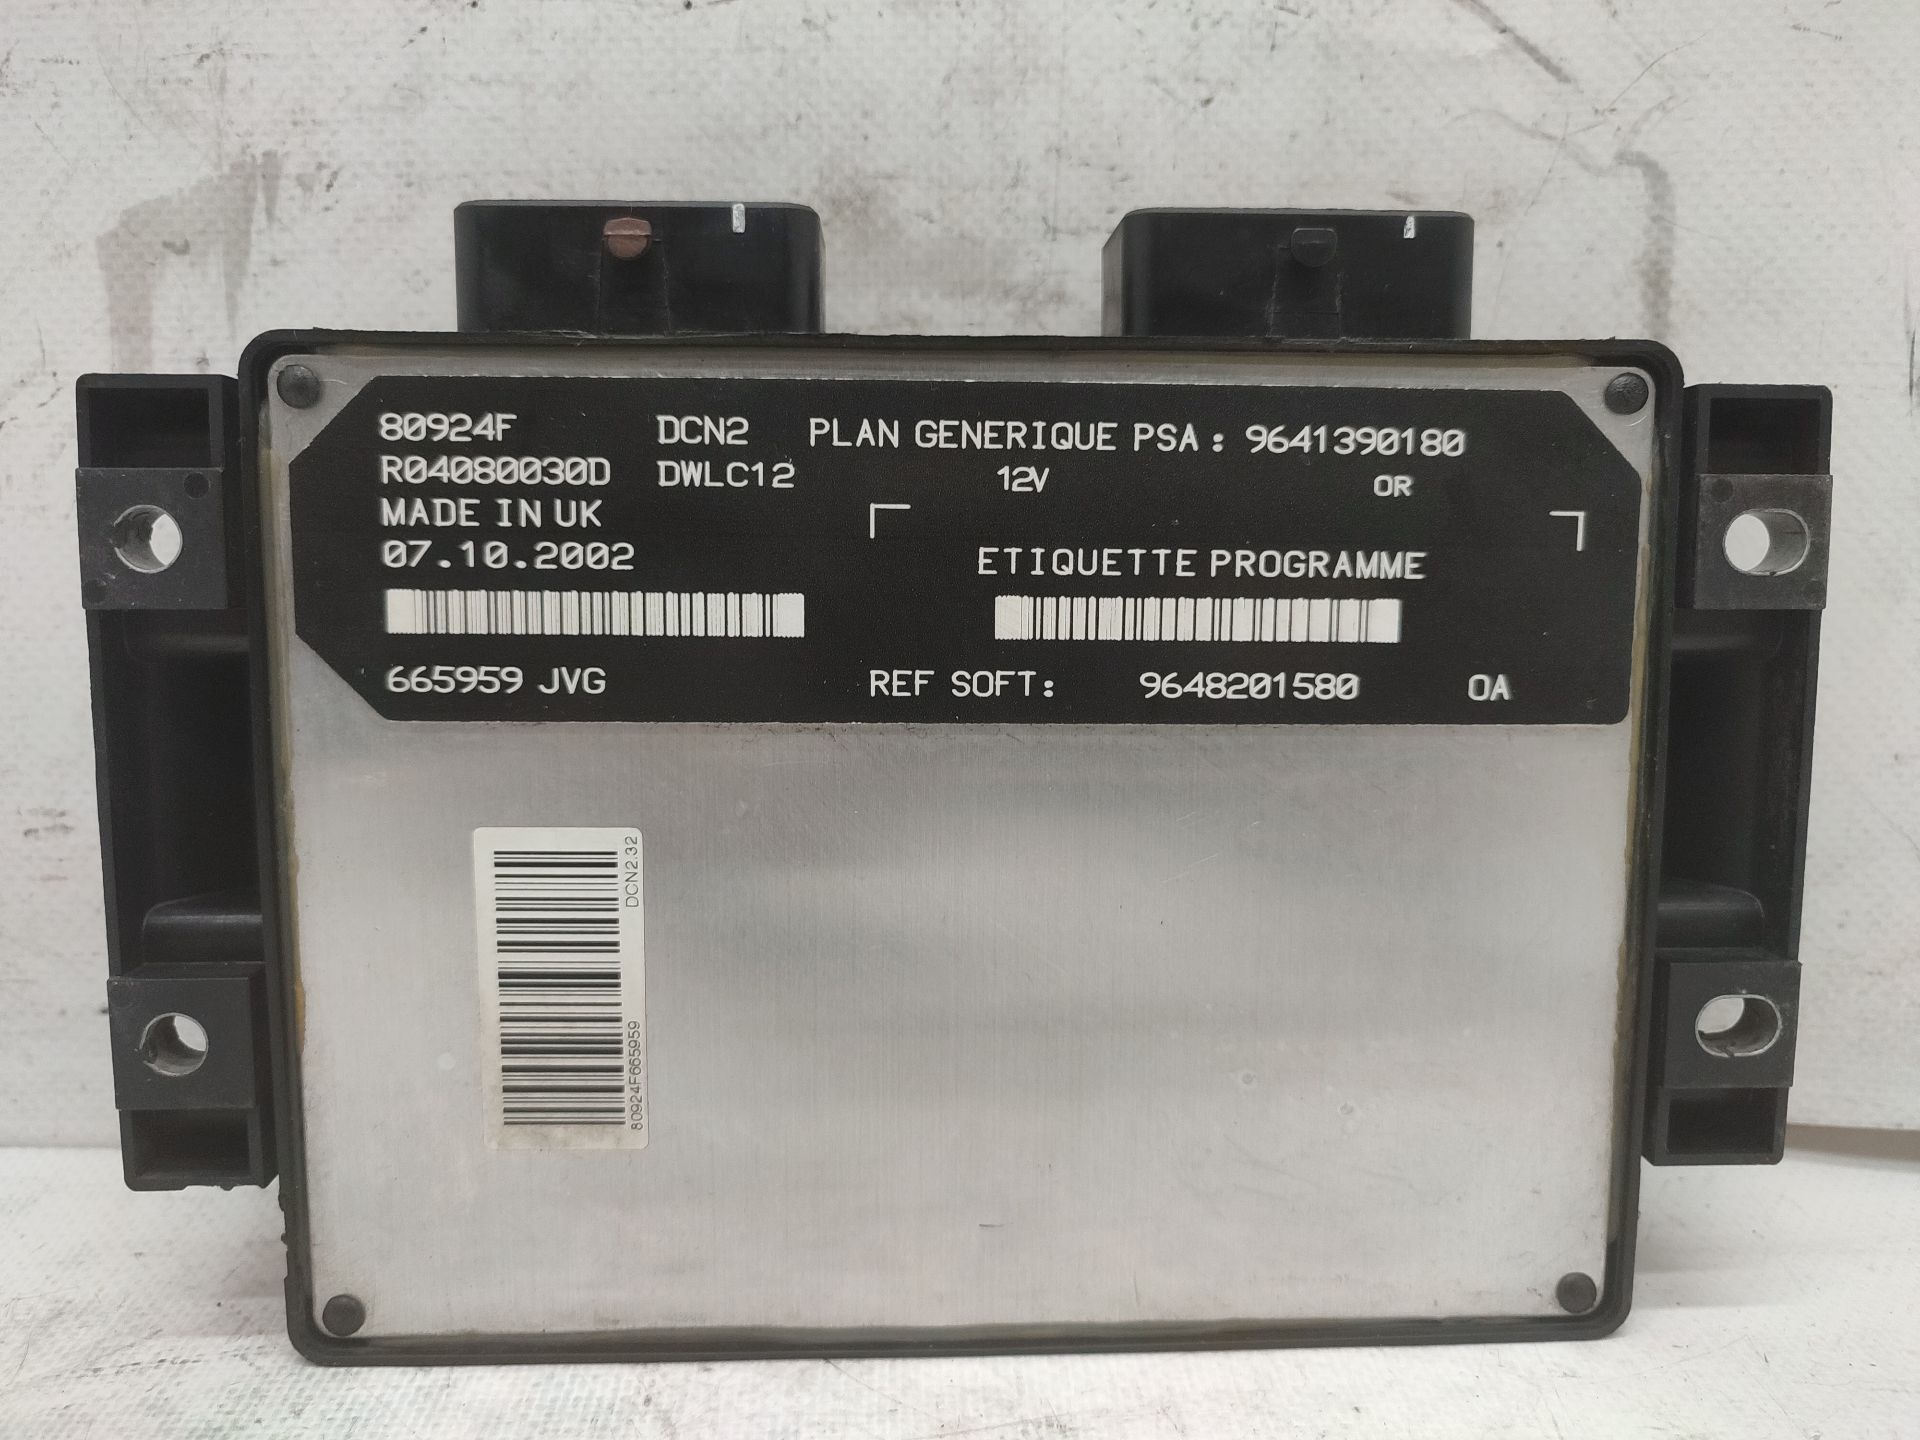 80924F DCN2 PLAN GENERIQUE PSA : 9641390180
R04080030D DWLC12 12V OR
MADE IN UK
07.10.2002 ETIQUETTE PROGRAMME
665959 JVG REF SOFT: 9648201580 0A
DCN2.32
80924F665959